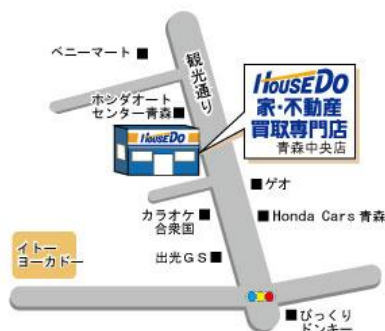 ベニーマート
観光通り
ホンダオート
センター青森
HouseDo
HouseDo
家・不動産
買取専門店
青森中央店
ゲオ
カラオケ
合衆国
Honda Cars 青森
イトー
ヨーカドー
出光GS
びっくり
ドンキー